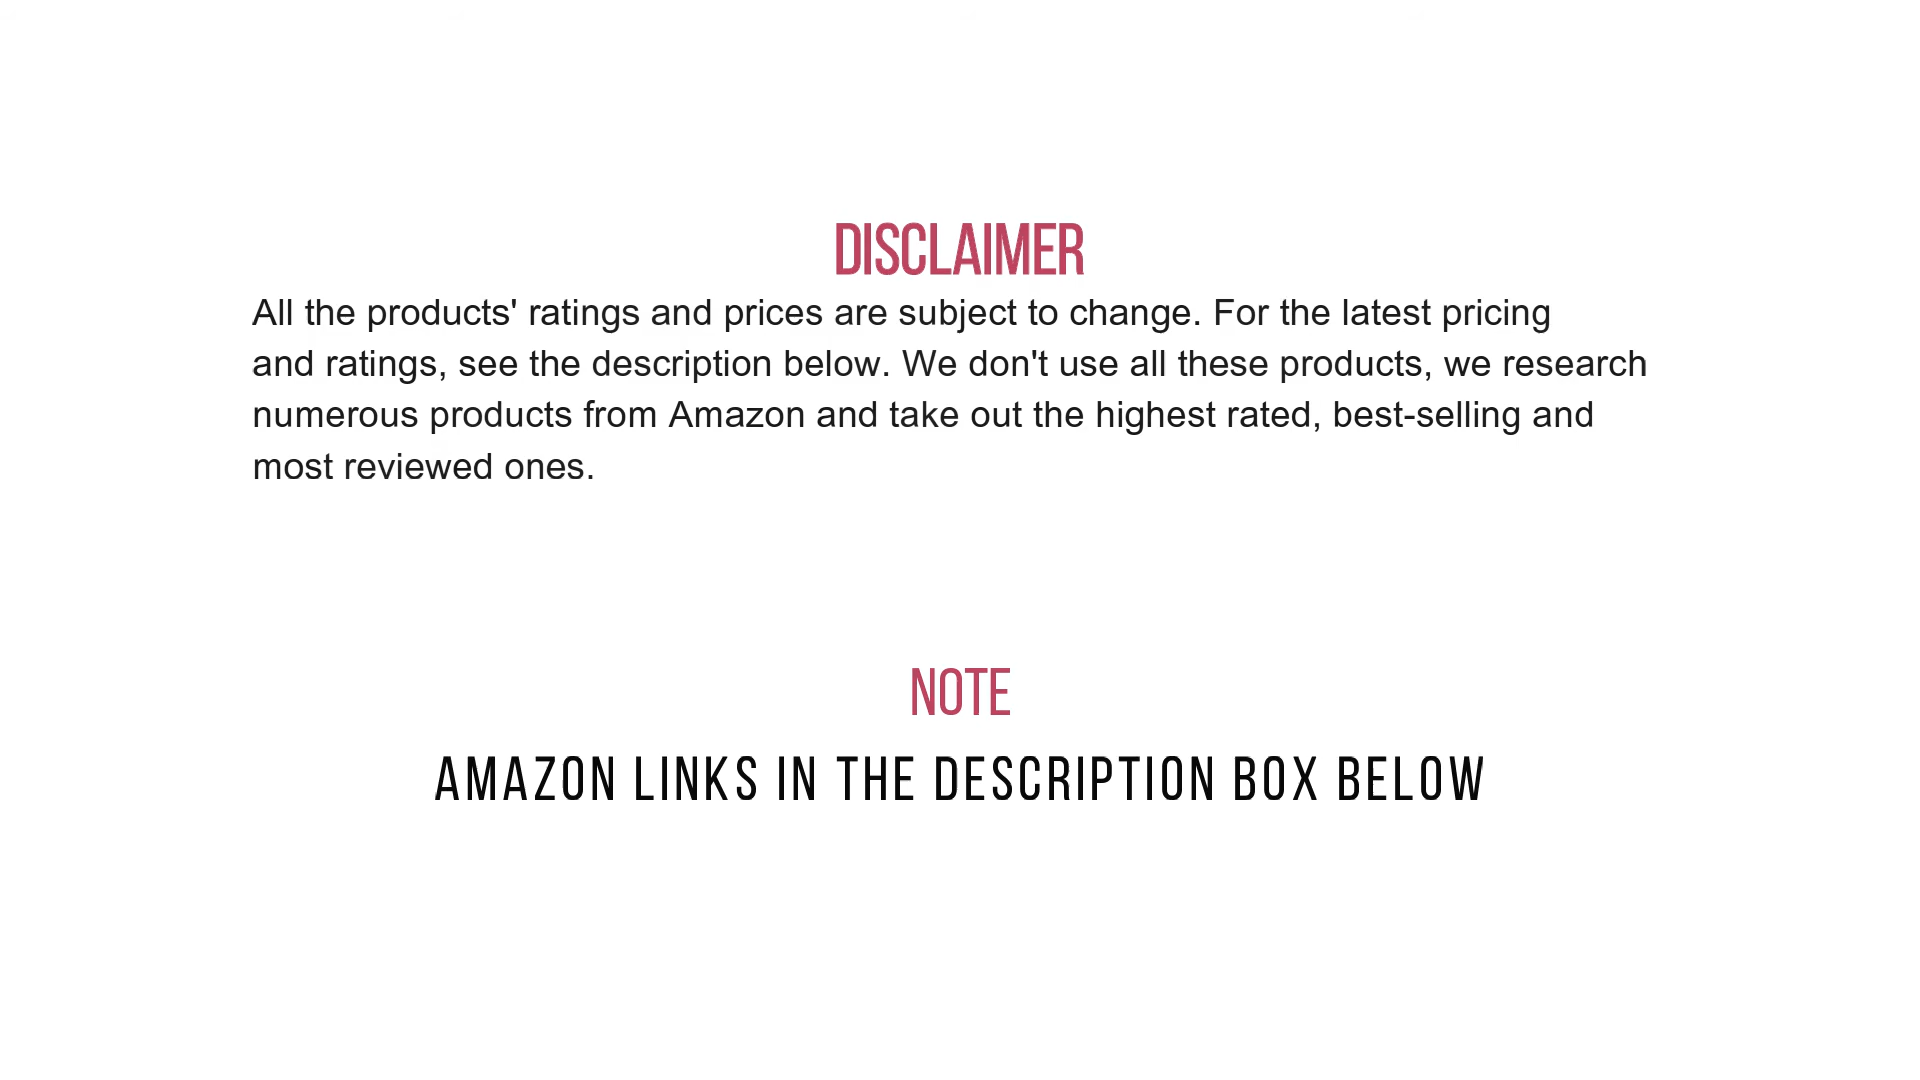 DISCLAIMER
All the products' ratings and prices are subject to change. For the latest pricing
and ratings, see the description below. We don't use all these products, we research
numerous products from Amazon and take out the highest rated, best-selling and
most reviewed ones.
NOTE
AMAZON LINKS IN THE DESCRIPTION BOX BELOW